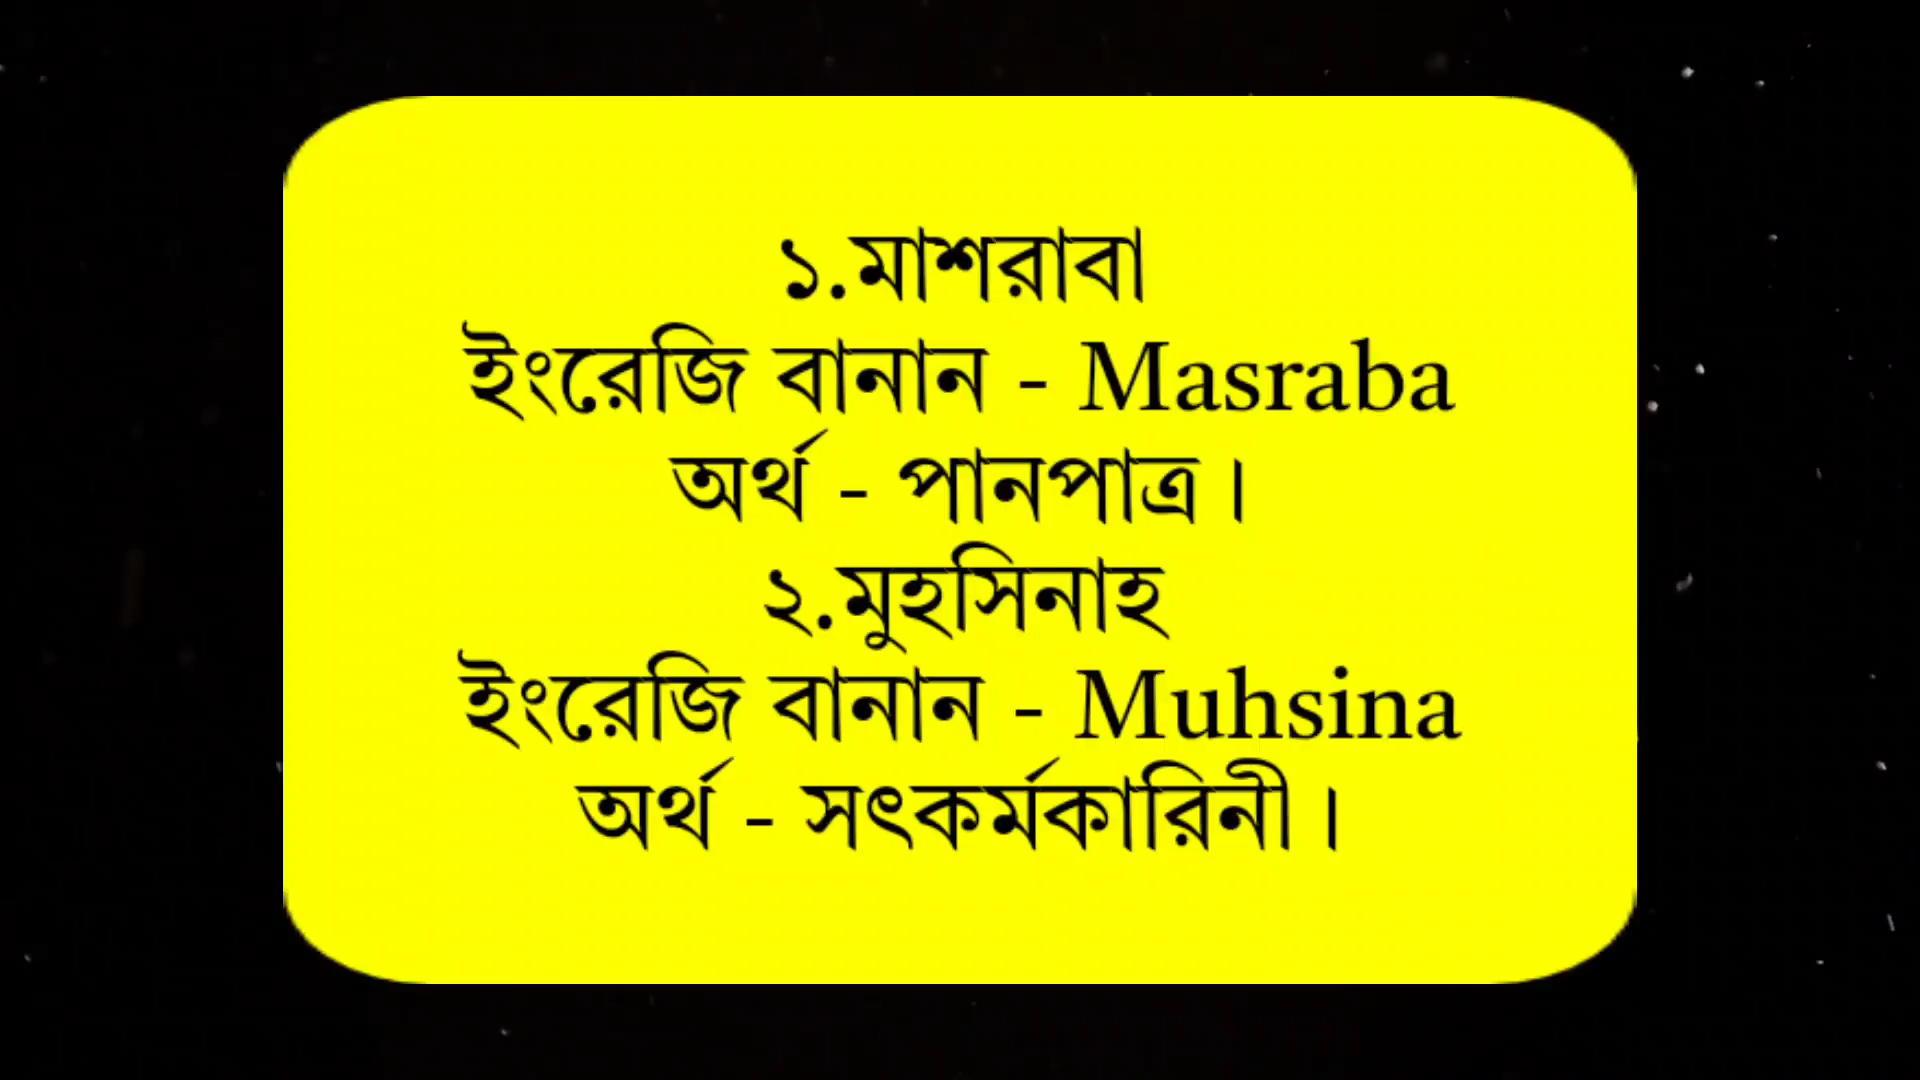 ১.মাশরাবা
ইংরেজি বানান - Masraba
অর্থ - পানপাত্র।
২.মুহসিনাহ
ইংরেজি বানান - Muhsina
অর্থ - সৎকর্মকারিনী।